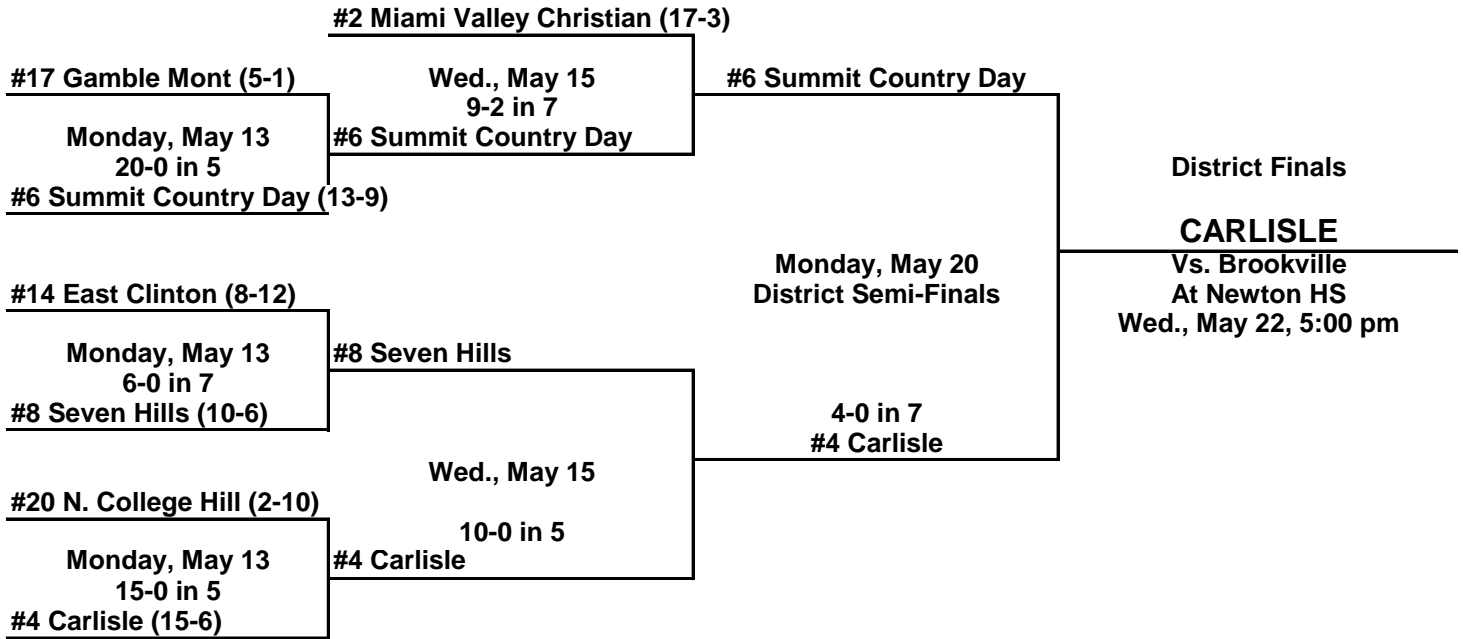 #2 Miami Valley Christian (17-3)
#17 Gamble Mont (5-1)
Wed., May 15
9-2 in 7
#6 Summit Country Day
Monday, May 13
20-0 in 5
#6 Summit Country Day
#6 Summit Country Day (13-9)
District Finals
CARLISLE
Vs. Brookville
At Newton HS
Wed., May 22, 5:00 pm
Monday, May 20
District Semi-Finals
#14 East Clinton (8-12)
Monday, May 13
6-0 in 7
#8 Seven Hills
#8 Seven Hills (10-6)
4-0 in 7
#4 Carlisle
Wed., May 15
10-0 in 5
#20 N. College Hill (2-10)
Monday, May 13
15-0 in 5
#4 Carlisle
#4 Carlisle (15-6)